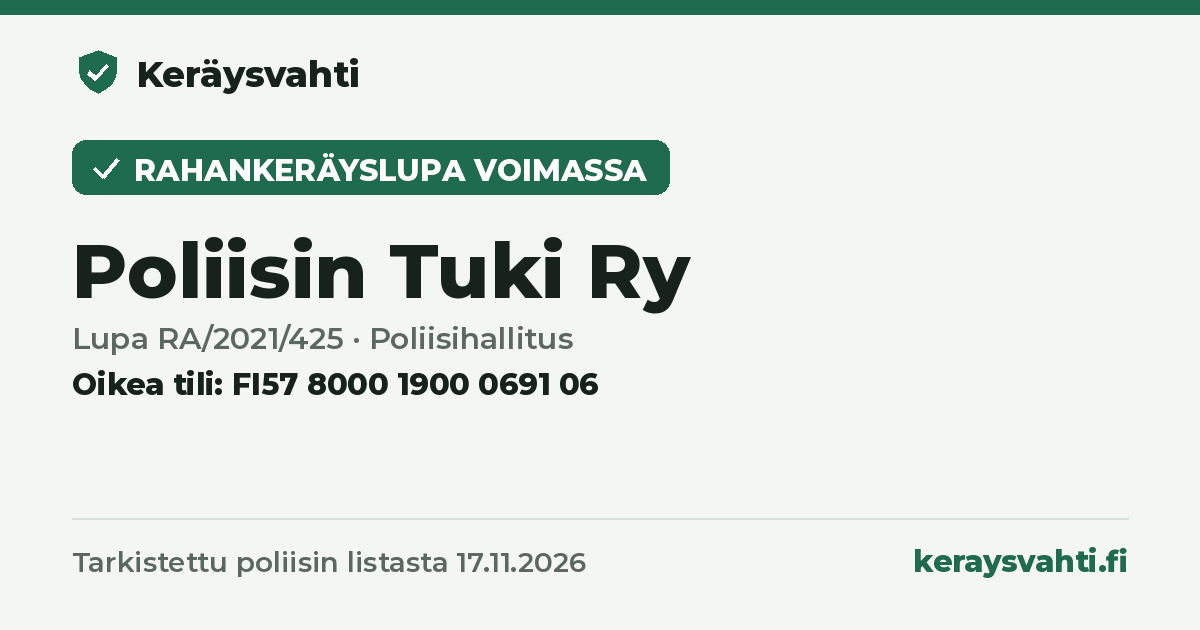 Keräysvahti
RAHANKERÄYSLUPA VOIMASSA
Poliisin Tuki Ry
Lupa RA/2021/425 · Poliisihallitus
Oikea tili: FI57 8000 1900 0691 06
Tarkistettu poliisin listasta 17.11.2026
keraysvahti.fi